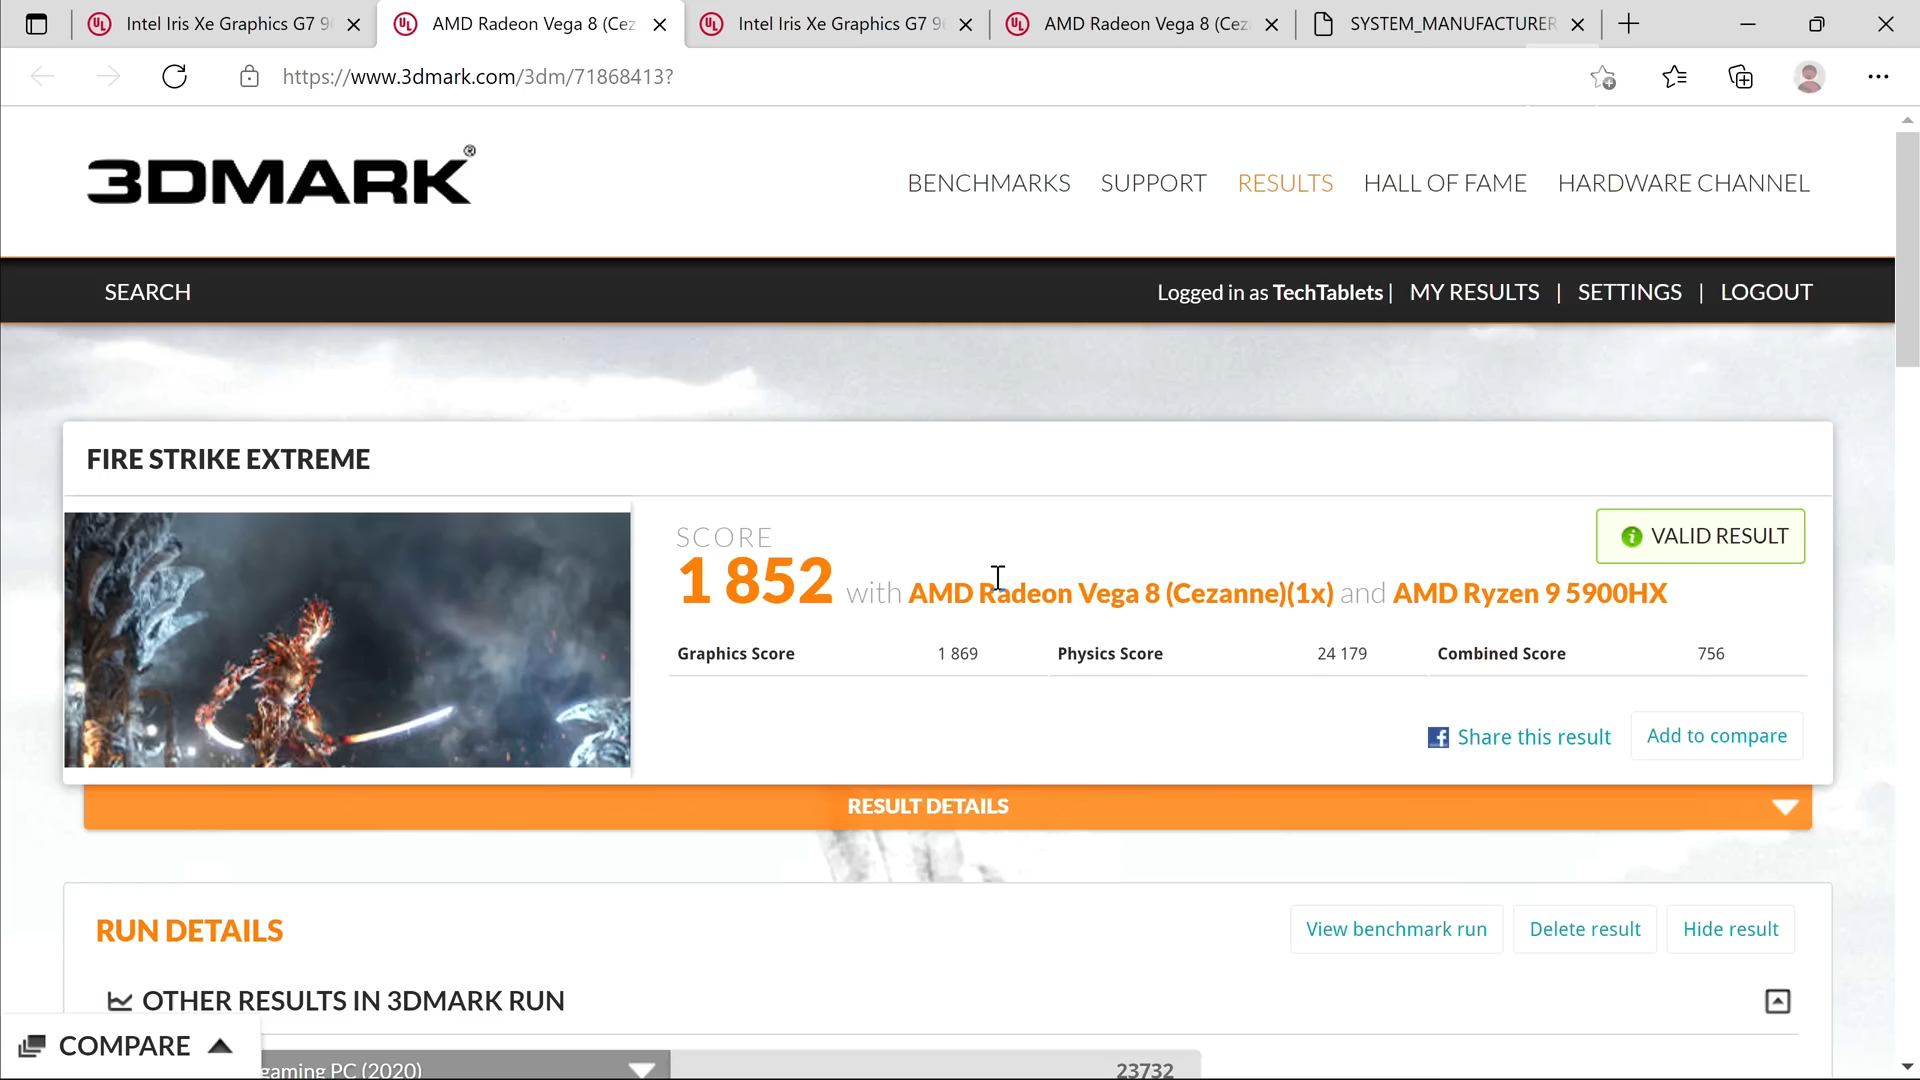 Intel Iris Xe Graphics G7 9
AMD Radeon Vega 8 (Cez
Intel Iris Xe Graphics G7 9
AMD Radeon Vega 8 (Cez
SYSTEM_MANUFACTURER
https://www.3dmark.com/3dm/71868413?
3DMARK®
BENCHMARKS SUPPORT RESULTS HALL OF FAME HARDWARE CHANNEL
SEARCH
Logged in as TechTablets | MY RESULTS | SETTINGS | LOGOUT
FIRE STRIKE EXTREME
VALID RESULT
SCORE
1 852 with AMD Radeon Vega 8 (Cezanne)(1x) and AMD Ryzen 9 5900HX
Graphics Score 1 869 Physics Score 24 179 Combined Score 756
Share this result Add to compare
RESULT DETAILS
RUN DETAILS
View benchmark run Delete result Hide result
OTHER RESULTS IN 3DMARK RUN
COMPARE
gaming PC (2020) 23732